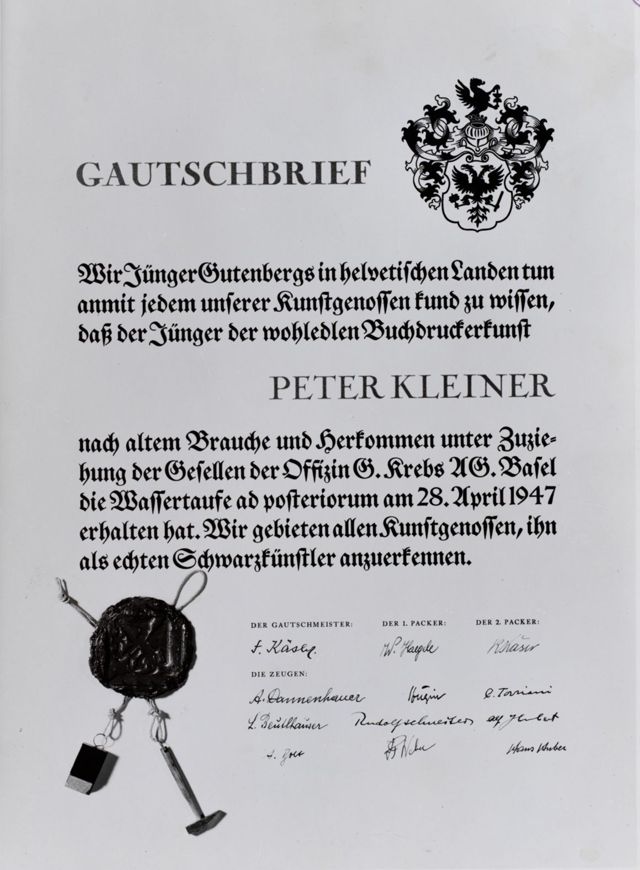 GAUTSCHBRIEF
Wir Jünger Gutenbergs in helvetischen Landen tun
anmit jedem unserer Kunstgenossen kund zu wissen,
daß der Jünger der wohledlen Buchdruckerkunst
PETER KLEINER
nach altem Brauche und Herkommen unter Zuzie-
hung der Gesellen der Offizin G. Krebs AG. Basel
die Wassertaufe ad posteriorum am 28. April 1947
erhalten hat. Wir gebieten allen Kunstgenossen, ihn
als echten Schwarzkünstler anzuerkennen.
DER GAUTSCHMEISTER: DER 1. PACKER: DER 2. PACKER:
DIE ZEUGEN:
A. Dannenhauer
Hans Huber